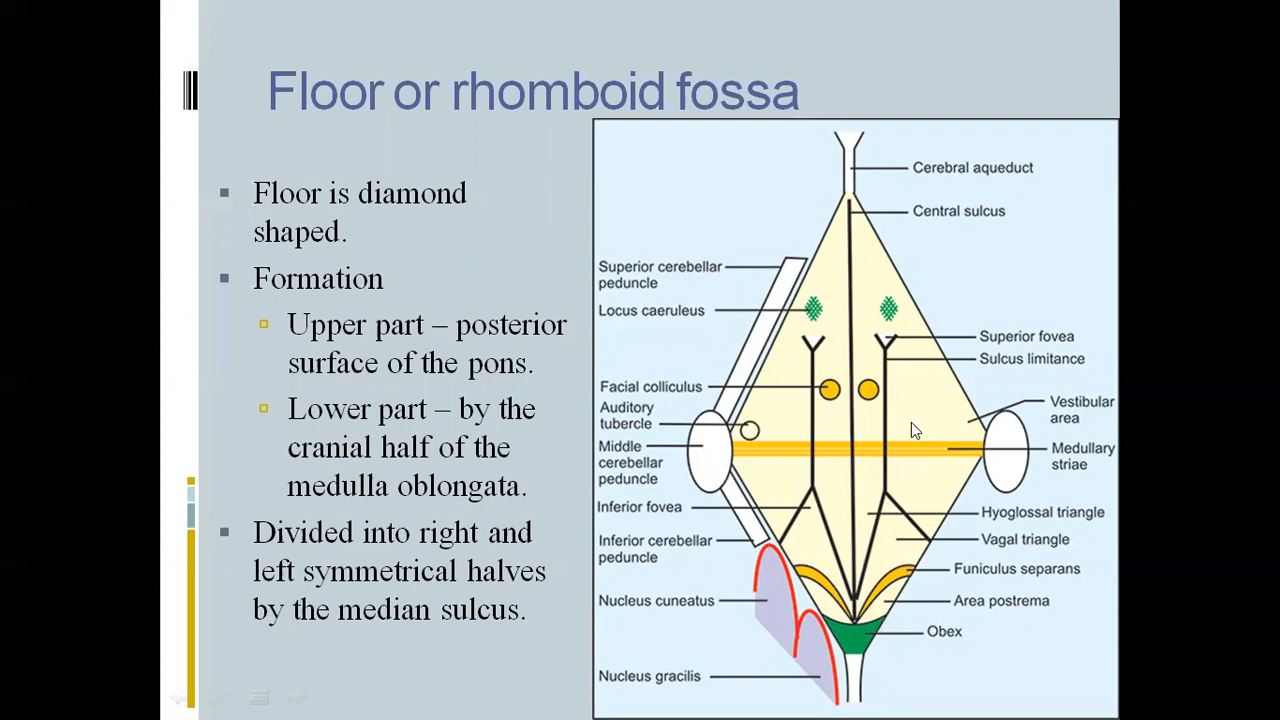 Floor or rhomboid fossa
Floor is diamond
shaped.
Formation
Upper part – posterior
surface of the pons.
Lower part – by the
cranial half of the
medulla oblongata.
Divided into right and
left symmetrical halves
by the median sulcus.
Cerebral aqueduct
Central sulcus
Superior cerebellar
peduncle
Locus caeruleus
Superior fovea
Sulcus limitance
Facial colliculus
Auditory
tubercle
Vestibular
area
Middle
cerebellar
peduncle
Medullary
striae
Inferior fovea
Hyoglossal triangle
Inferior cerebellar
peduncle
Vagal triangle
Funiculus separans
Nucleus cuneatus
Area postrema
Obex
Nucleus gracilis